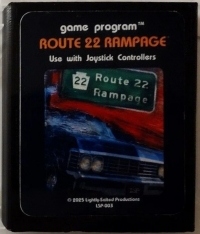 game program™
ROUTE 22 RAMPAGE
Use with Joystick Controllers
22 Route 22
Rampage
© 2025 Lightly Salted Productions
LSP-003